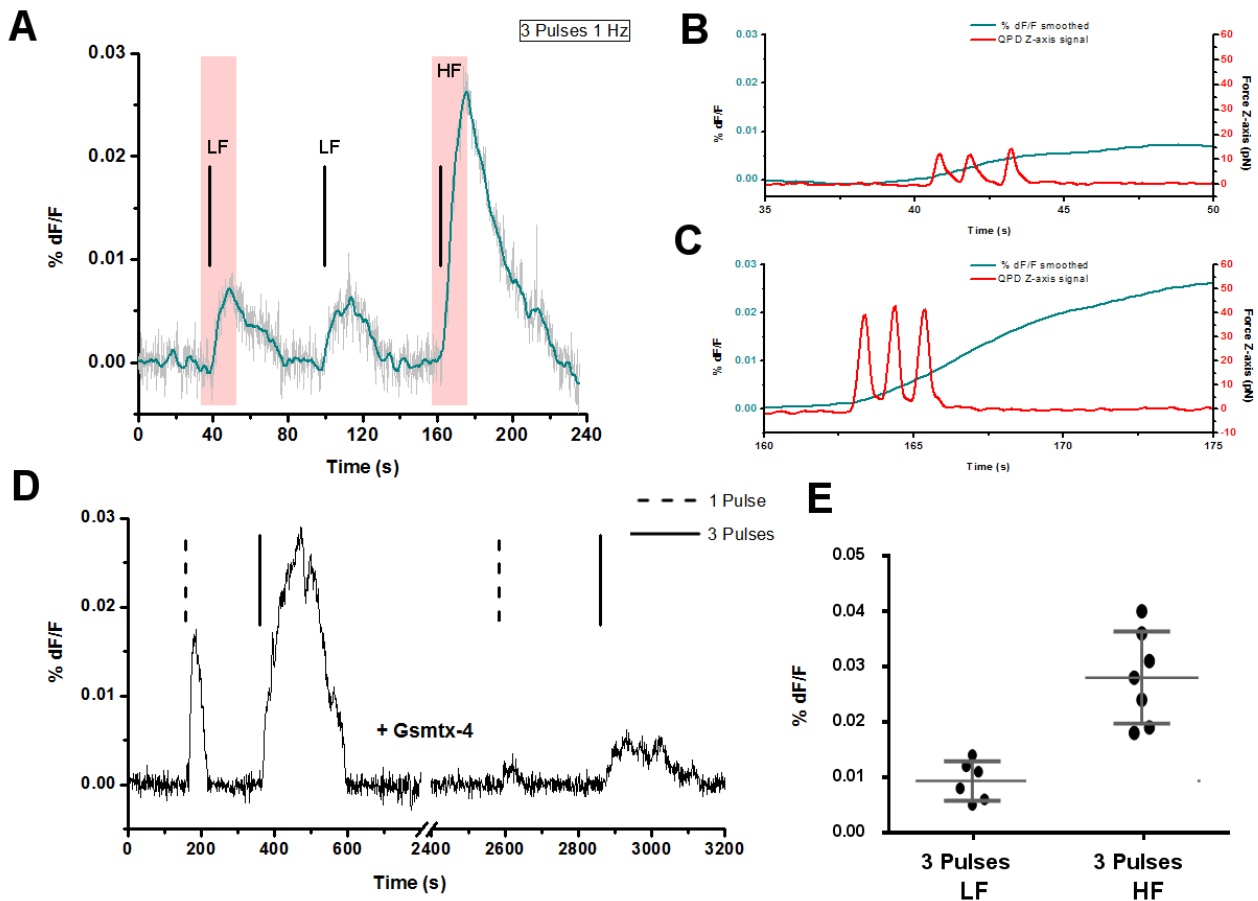 A
3 Pulses 1 Hz
% dF/F
0.03
0.02
0.01
0.00
LF
LF
HF
0 40 80 120 160 200 240
Time (s)
B
% dF/F smoothed
QPD Z-axis signal
% dF/F
0.03
0.02
0.01
0.00
60
50
40
30
20
10
0
Force Z-axis (pN)
35 40 45 50
Time (s)
C
% dF/F smoothed
QPD Z-axis signal
% dF/F
0.03
0.02
0.01
0.00
60
50
40
30
20
10
0
-10
Force Z-axis (pN)
160 165 170 175
Time (s)
D
1 Pulse
3 Pulses
% dF/F
0.03
0.02
0.01
0.00
+ Gsmtx-4
0 200 400 600 2400 2600 2800 3000 3200
Time (s)
E
% dF/F
0.05
0.04
0.03
0.02
0.01
0.00
3 Pulses
LF
3 Pulses
HF